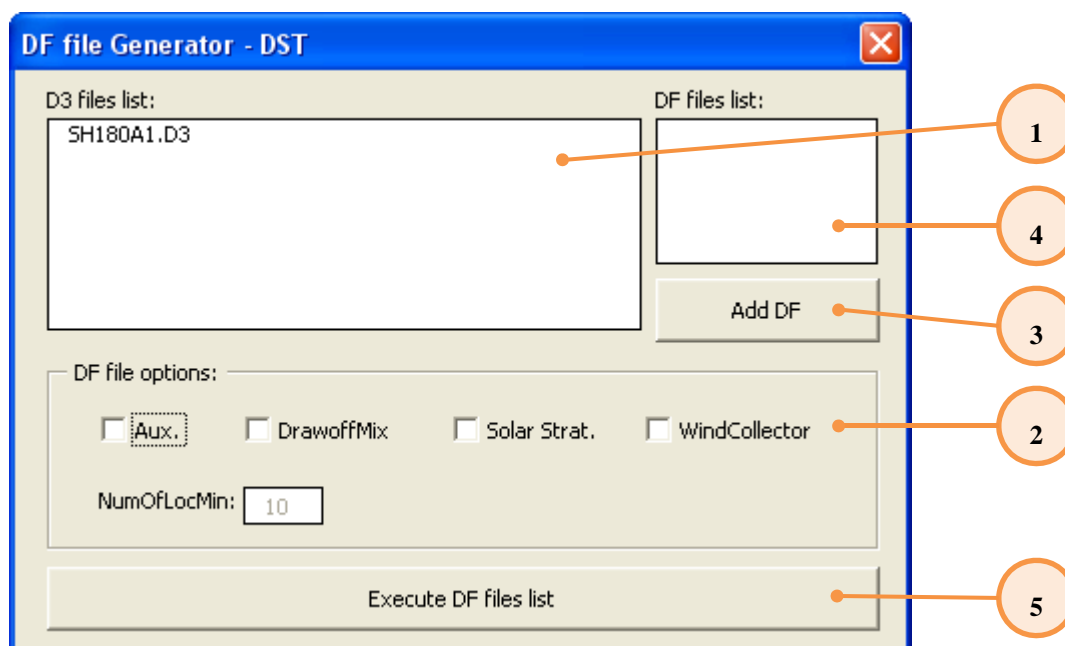 DF file Generator - DST
D3 files list:
DF files list:
SH180A1.D3
1
4
Add DF
3
DF file options:
Aux.
DrawoffMix
Solar Strat.
WindCollector
2
NumOfLocMin:
10
Execute DF files list
5